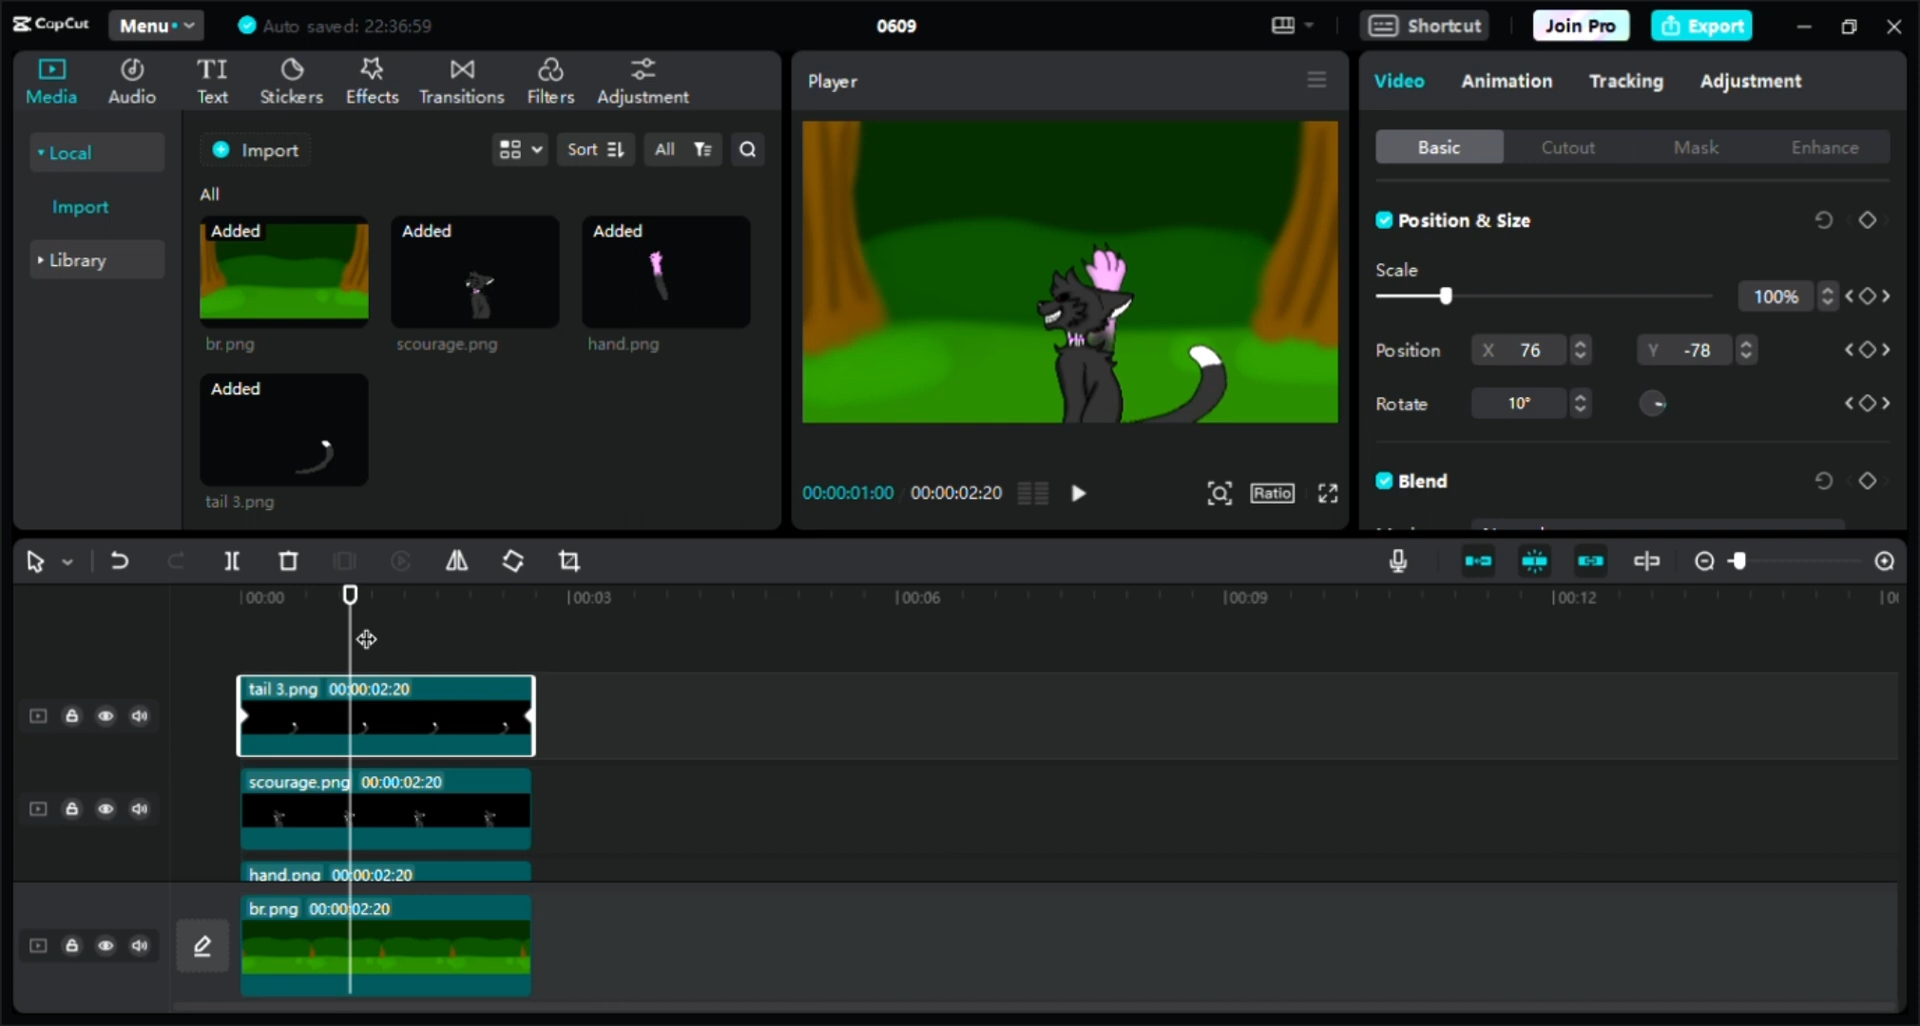 CapCut Menu Auto saved: 22:36:59 0609 Shortcut Join Pro Export
Media Audio Text Stickers Effects Transitions Filters Adjustment
Local
Import
Library
Import Sort All
All
Added Added Added
br.png scourage.png hand.png
Added
tail 3.png
Player
00:00:01:00 00:00:02:20 Ratio
Video Animation Tracking Adjustment
Basic Cutout Mask Enhance
Position & Size
Scale
100%
Position X 76 Y -78
Rotate 10°
Blend
00:00 00:03 00:06 00:09 00:12
tail 3.png 00:00:02:20
scourage.png 00:00:02:20
hand.png 00:00:02:20
br.png 00:00:02:20